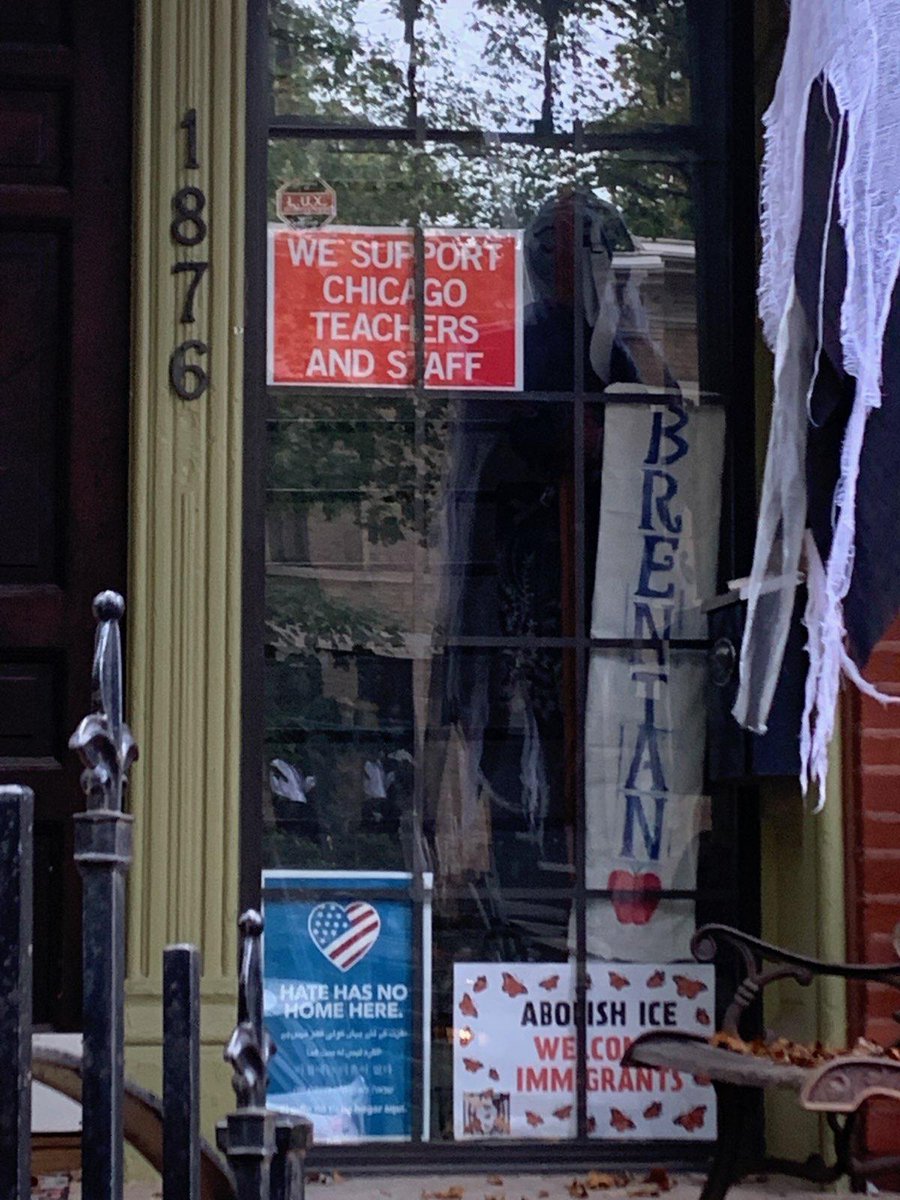 1876
L.U.X.
WE SUPPORT
CHICAGO
TEACHERS
AND STAFF
BRENTAN
HATE HAS NO
HOME HERE.
ABOLISH ICE
WELCOME
IMMIGRANTS